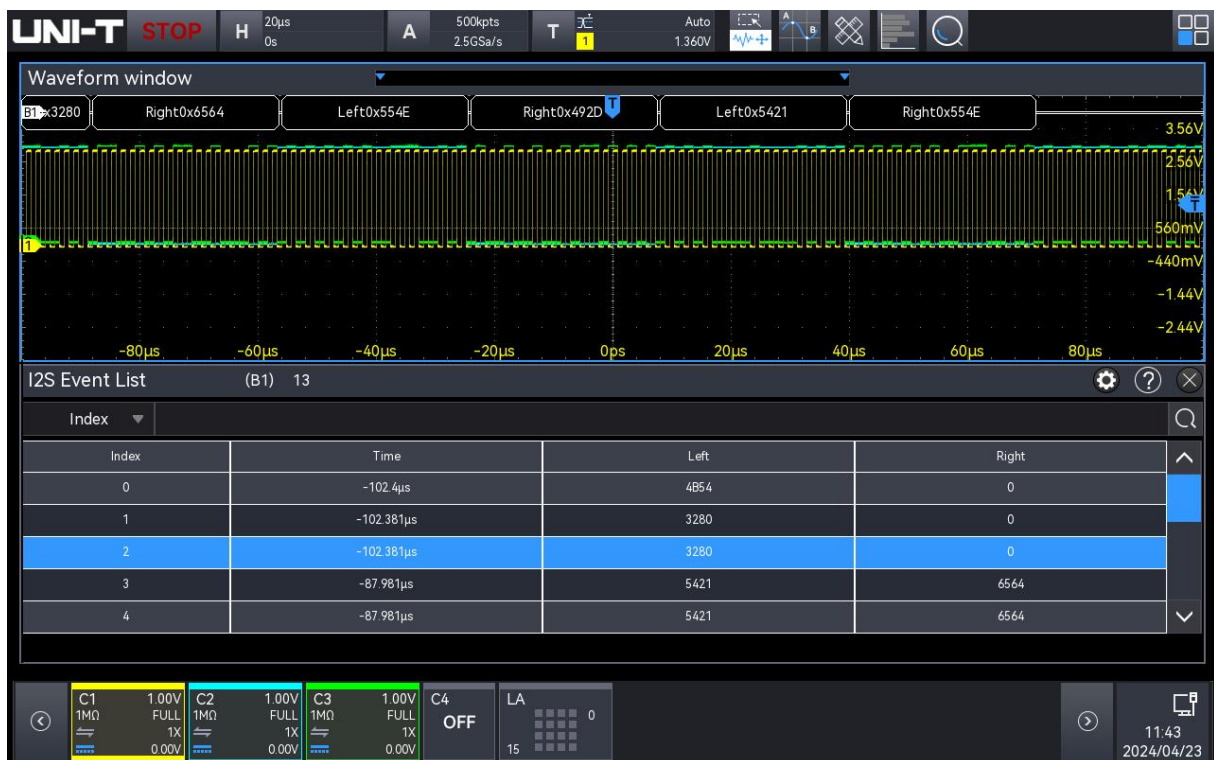 UNI-T STOP H 20µs 0s A 500kpts 2.5GSa/s T 1 Auto 1.360V A B
Waveform window
B1 x3280 Right0x6564 Left0x554E Right0x492D T Left0x5421 Right0x554E
3.56V
2.56V
1.56V
T
560mV
1
-440mV
-1.44V
-2.44V
-80µs -60µs -40µs -20µs 0ps 20µs 40µs 60µs 80µs
I2S Event List (B1) 13 ?
Index
Index Time Left Right
0 -102.4µs 4B54 0
1 -102.381µs 3280 0
2 -102.381µs 3280 0
3 -87.981µs 5421 6564
4 -87.981µs 5421 6564
C1 1.00V C2 1.00V C3 1.00V C4 LA
1MΩ FULL 1MΩ FULL 1MΩ FULL OFF 0
1X 1X 1X
0.00V 0.00V 0.00V 15
11:43
2024/04/23